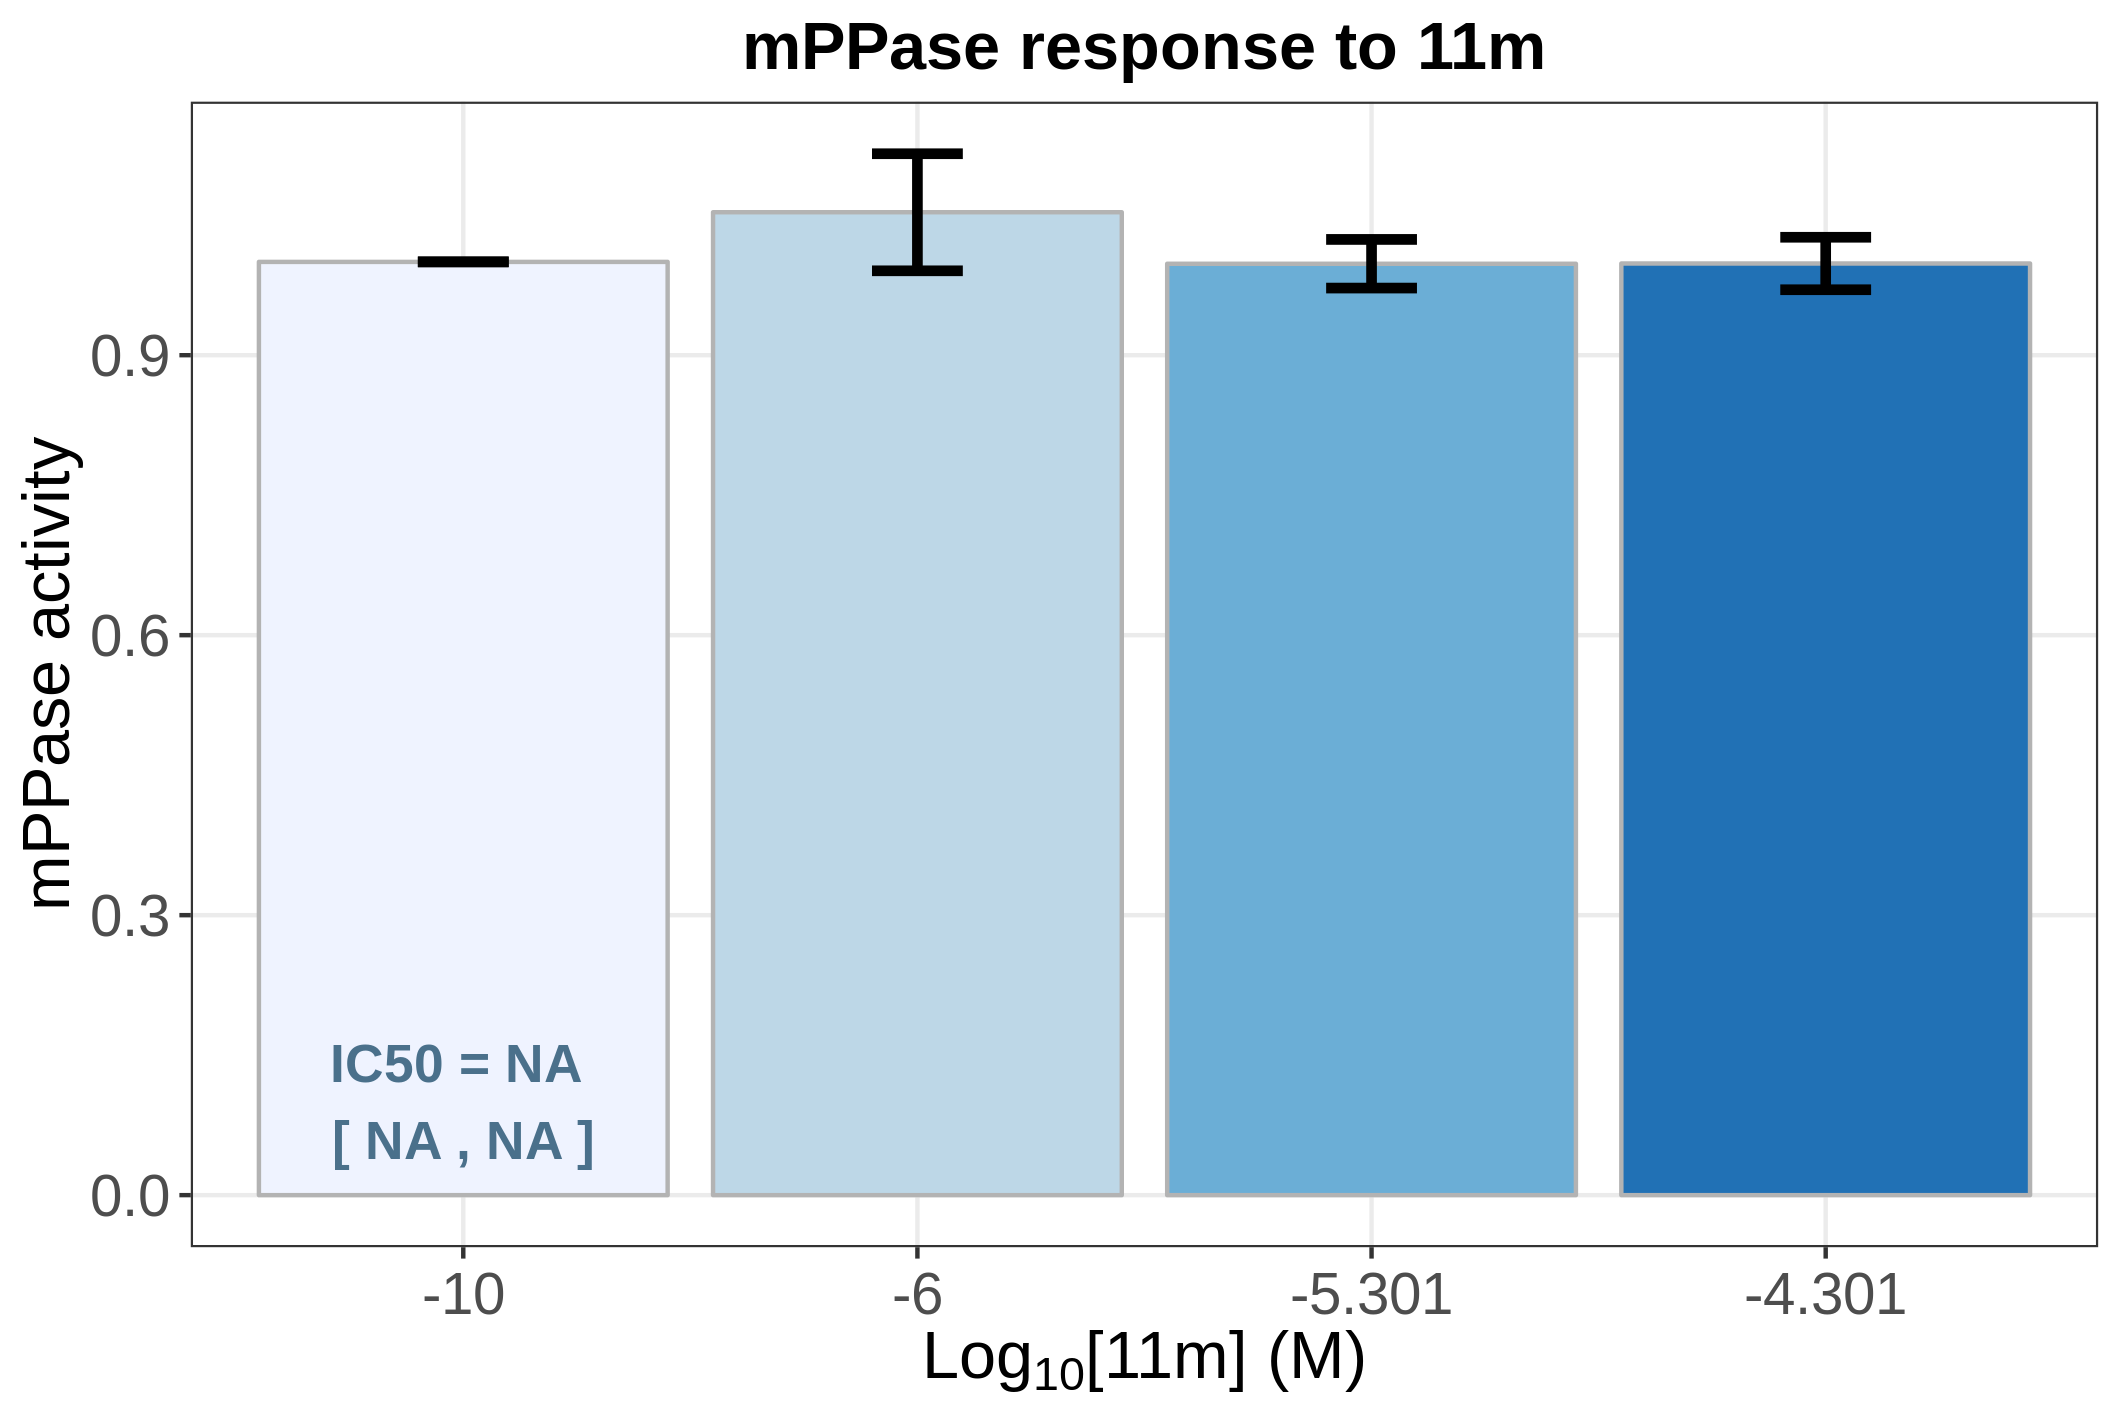 mPPase response to 11m
mPPase activity
0.9
0.6
0.3
0.0
IC50 = NA
[ NA , NA ]
-10
-6
-5.301
-4.301
Log10[11m] (M)